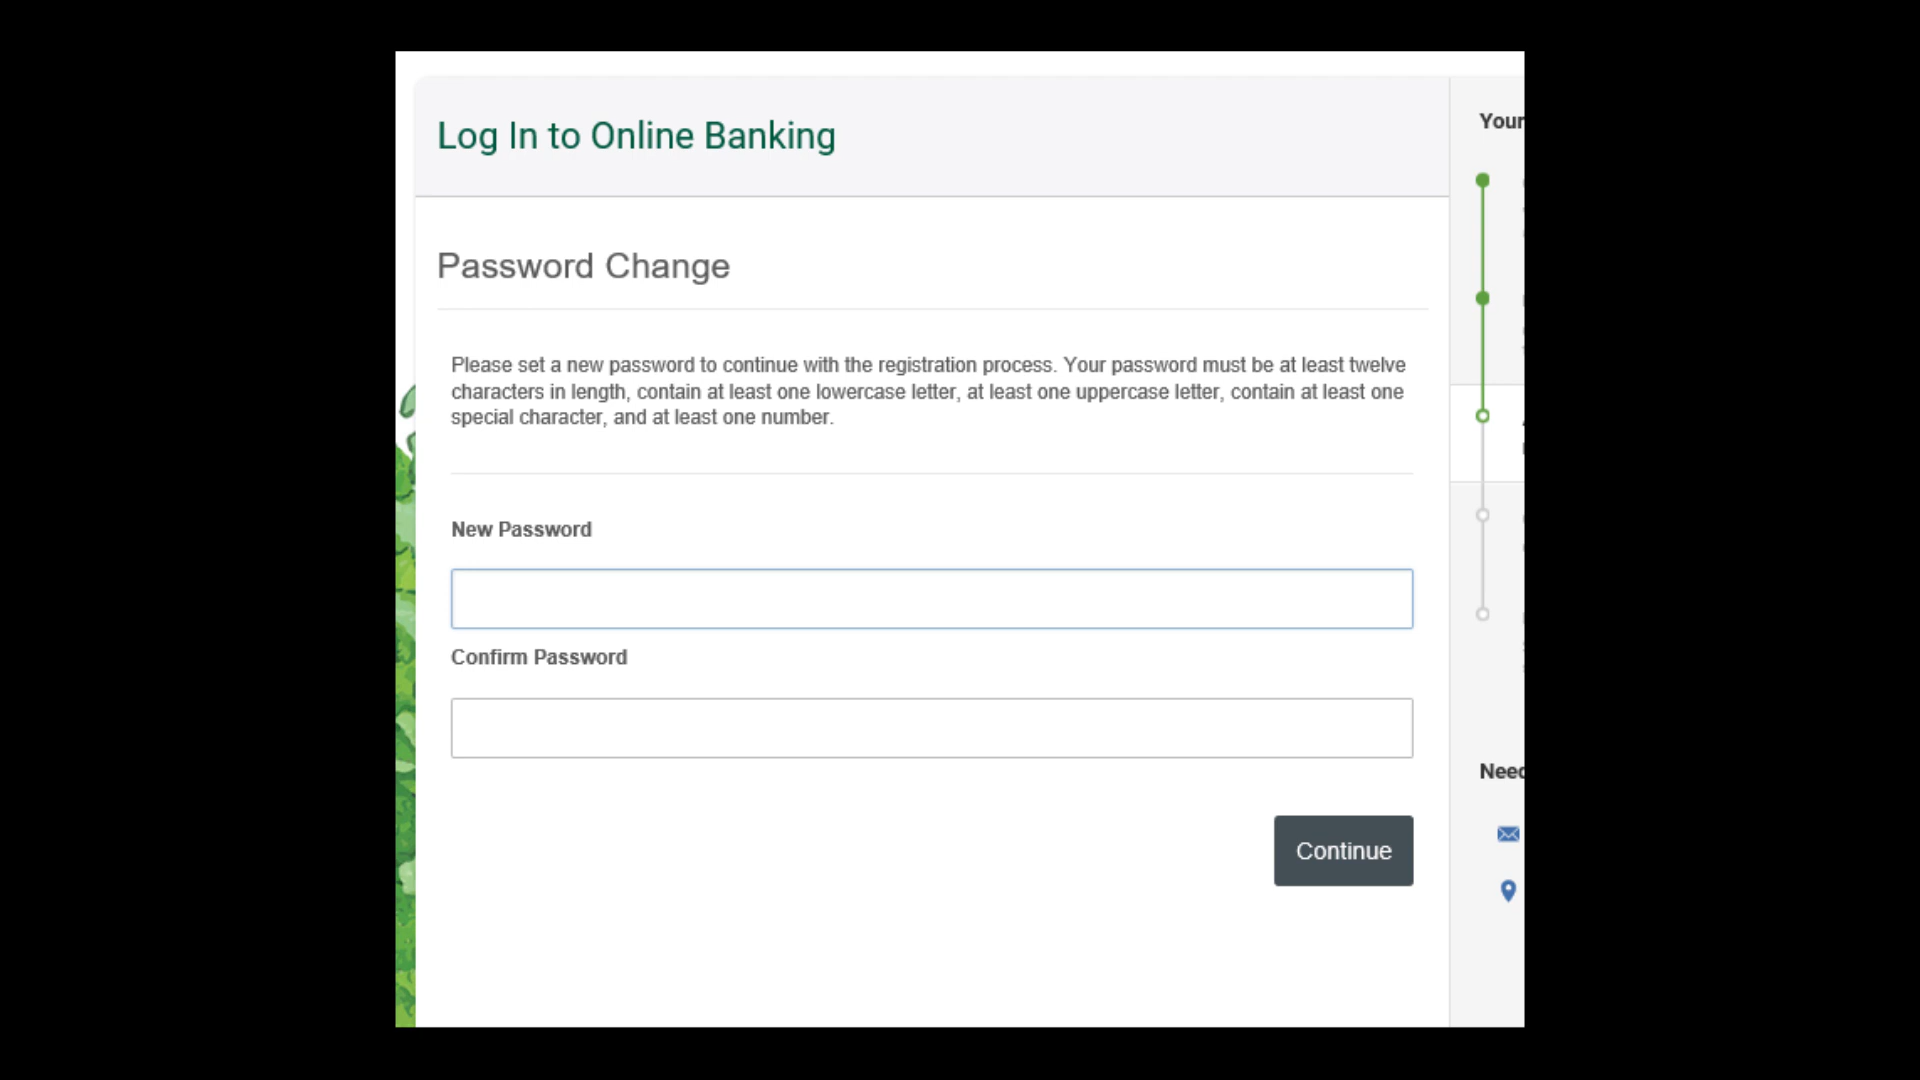 Log In to Online Banking
Password Change
Please set a new password to continue with the registration process. Your password must be at least twelve
characters in length, contain at least one lowercase letter, at least one uppercase letter, contain at least one
special character, and at least one number.
New Password
Confirm Password
Continue
Your